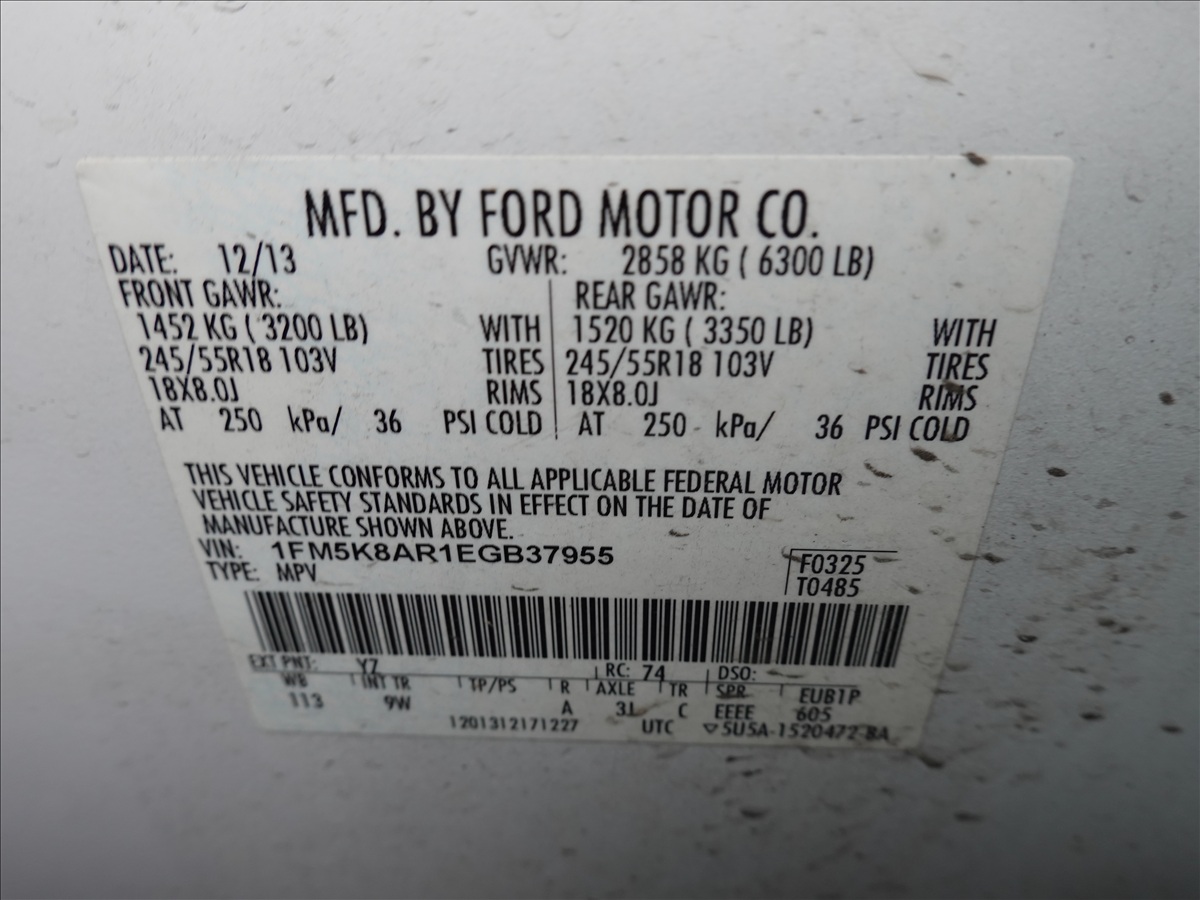 MFD. BY FORD MOTOR CO.
DATE: 12/13 GVWR: 2858 KG ( 6300 LB)
FRONT GAWR: REAR GAWR:
1452 KG ( 3200 LB) WITH 1520 KG ( 3350 LB) WITH
245/55R18 103V TIRES 245/55R18 103V TIRES
18X8.0J RIMS 18X8.0J RIMS
AT 250 kPa/ 36 PSI COLD AT 250 kPa/ 36 PSI COLD
THIS VEHICLE CONFORMS TO ALL APPLICABLE FEDERAL MOTOR
VEHICLE SAFETY STANDARDS IN EFFECT ON THE DATE OF
MANUFACTURE SHOWN ABOVE.
VIN: 1FM5K8AR1EGB37955 F0325
TYPE: MPV T0485
EXT PNT: YZ RC: 74 DSO:
WB INT TR TP/PS R AXLE TR SPR EUB1P
113 9W A 3L C EEEE 605
1201312171227 UTC ▽5U5A-1520472-BA